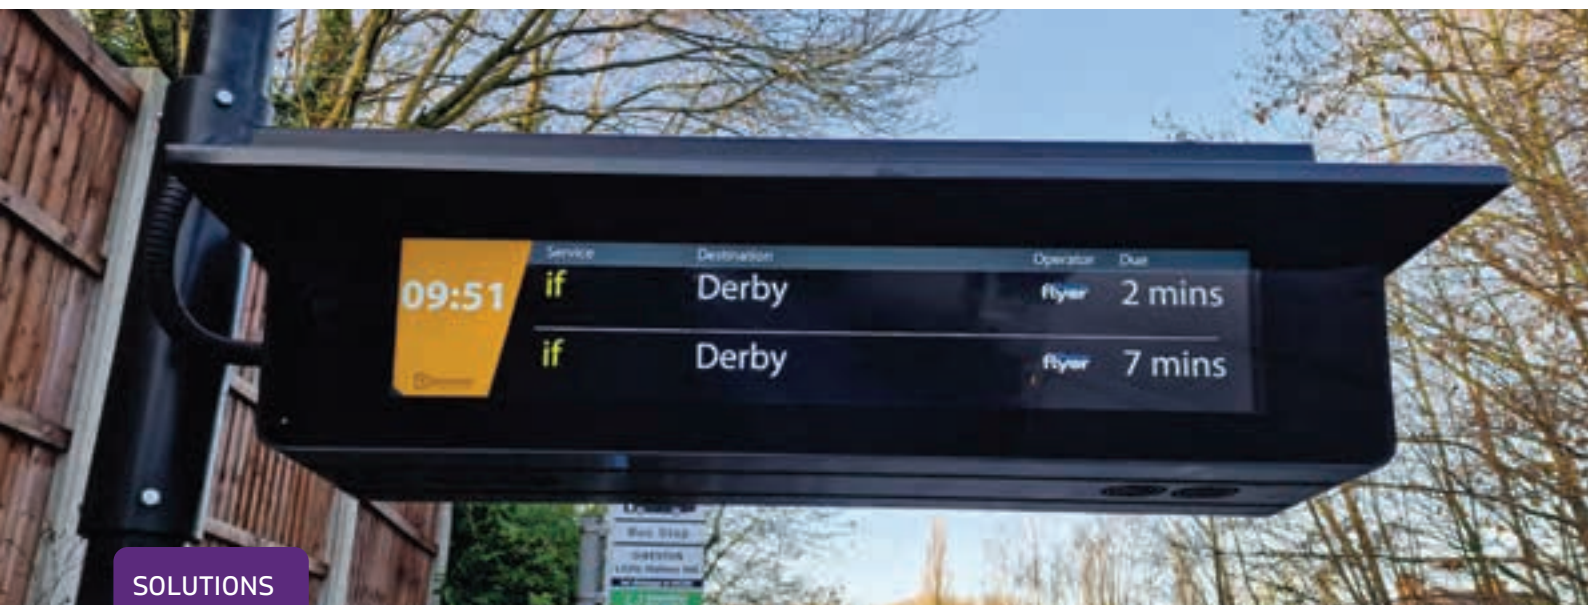 Service Destination Operator Due
09:51 if Derby flyer 2 mins
if Derby flyer 7 mins
Bus Stop
SOLUTIONS